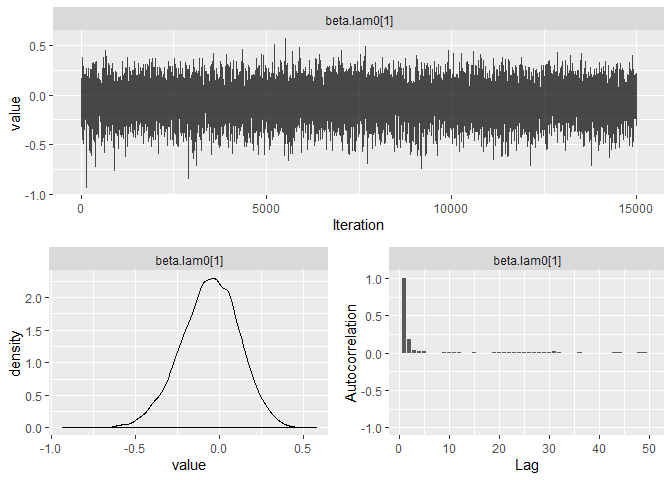 beta.lam0[1]
0.5
0.0
-0.5
-1.0
value
0 5000 10000 15000
Iteration
beta.lam0[1]
2.0
1.5
1.0
0.5
0.0
density
-1.0 -0.5 0.0 0.5
value
beta.lam0[1]
1.0
0.5
0.0
-0.5
-1.0
Autocorrelation
0 10 20 30 40 50
Lag